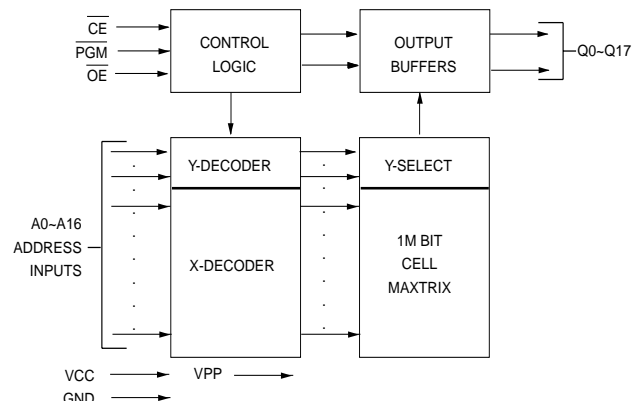 CE
PGM
OE
CONTROL
LOGIC
OUTPUT
BUFFERS
Q0~Q17
Y-DECODER
Y-SELECT
A0~A16
ADDRESS
INPUTS
X-DECODER
1M BIT
CELL
MAXTRIX
VCC
VPP
GND